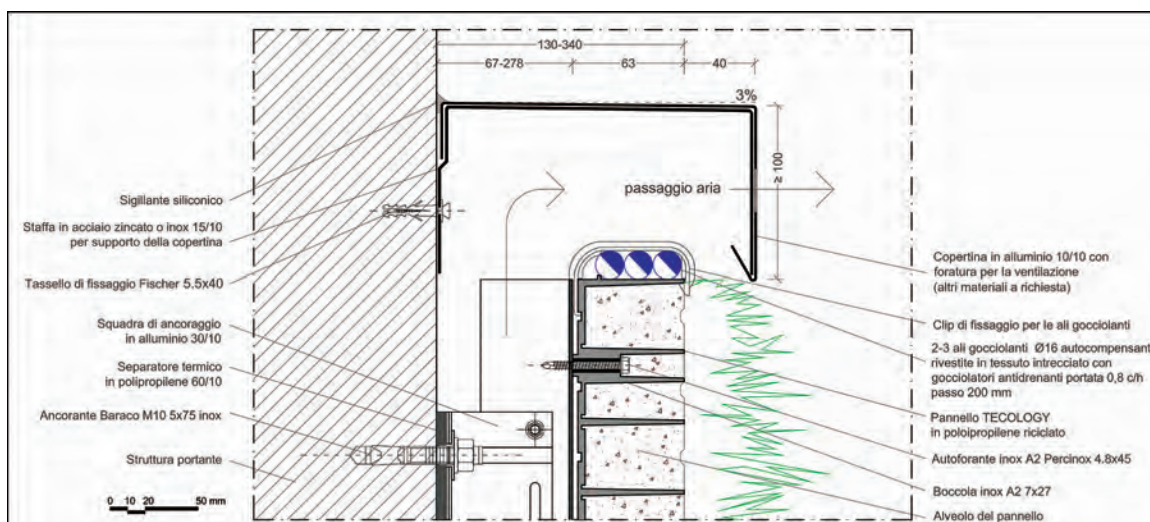 130-340
67-278
63
40
3%
≥ 100
passaggio aria
Sigillante siliconico
Staffa in acciaio zincato o inox 15/10
per supporto della copertina
Tassello di fissaggio Fischer 5.5x40
Squadra di ancoraggio
in alluminio 30/10
Separatore termico
in polipropilene 60/10
Ancorante Baraco M10 5x75 inox
Struttura portante
0 10 20 50 mm
Copertina in alluminio 10/10 con
foratura per la ventilazione
(altri materiali a richiesta)
Clip di fissaggio per le ali gocciolanti
2-3 ali gocciolanti Ø16 autocompensant
rivestite in tessuto intrecciato con
gocciolatori antidrenanti portata 0,8 c/h
passo 200 mm
Pannello TECOLOGY
in poloipropilene riciclato
Autoforante inox A2 Percinox 4.8x45
Boccola inox A2 7x27
Alveolo del pannello